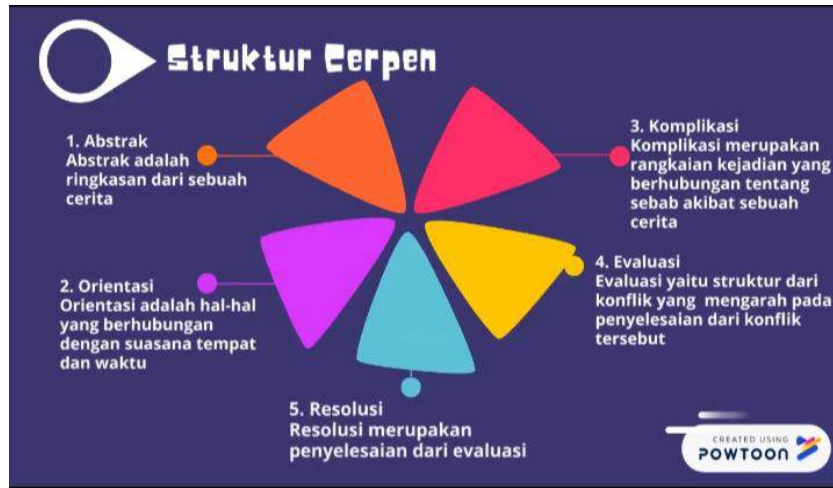 Struktur Cerpen
1. Abstrak
Abstrak adalah
ringkasan dari sebuah
cerita
2. Orientasi
Orientasi adalah hal-hal
yang berhubungan
dengan suasana tempat
dan waktu
3. Komplikasi
Komplikasi merupakan
rangkaian kejadian yang
berhubungan tentang
sebab akibat sebuah
cerita
4. Evaluasi
Evaluasi yaitu struktur dari
konflik yang mengarah pada
penyelesaian dari konflik
tersebut
5. Resolusi
Resolusi merupakan
penyelesaian dari evaluasi
CREATED USING
POWTOON